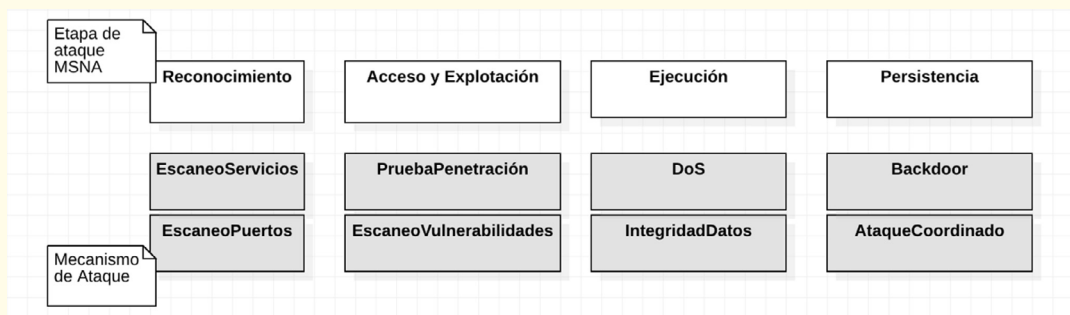 Etapa de
ataque
MSNA
Reconocimiento
Acceso y Explotación
Ejecución
Persistencia
EscaneoServicios
PruebaPenetración
DoS
Backdoor
EscaneoPuertos
EscaneoVulnerabilidades
IntegridadDatos
AtaqueCoordinado
Mecanismo
de Ataque